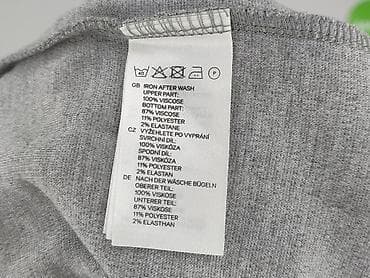 GB IRON AFTER WASH
UPPER PART:
100% VISCOSE
BOTTOM PART:
87% VISCOSE
11% POLYESTER
2% ELASTANE
CZ VYŽEHLETE PO VYPRÁNÍ
SVRCHNÍ DÍL:
100% VISKÓZA
SPODNÍ DÍL:
87% VISKÓZA
11% POLYESTER
2% ELASTAN
DE NACH DER WÄSCHE BÜGELN
OBERER TEIL:
100% VISKOSE
UNTERER TEIL:
87% VISKOSE
11% POLYESTER
2% ELASTHAN